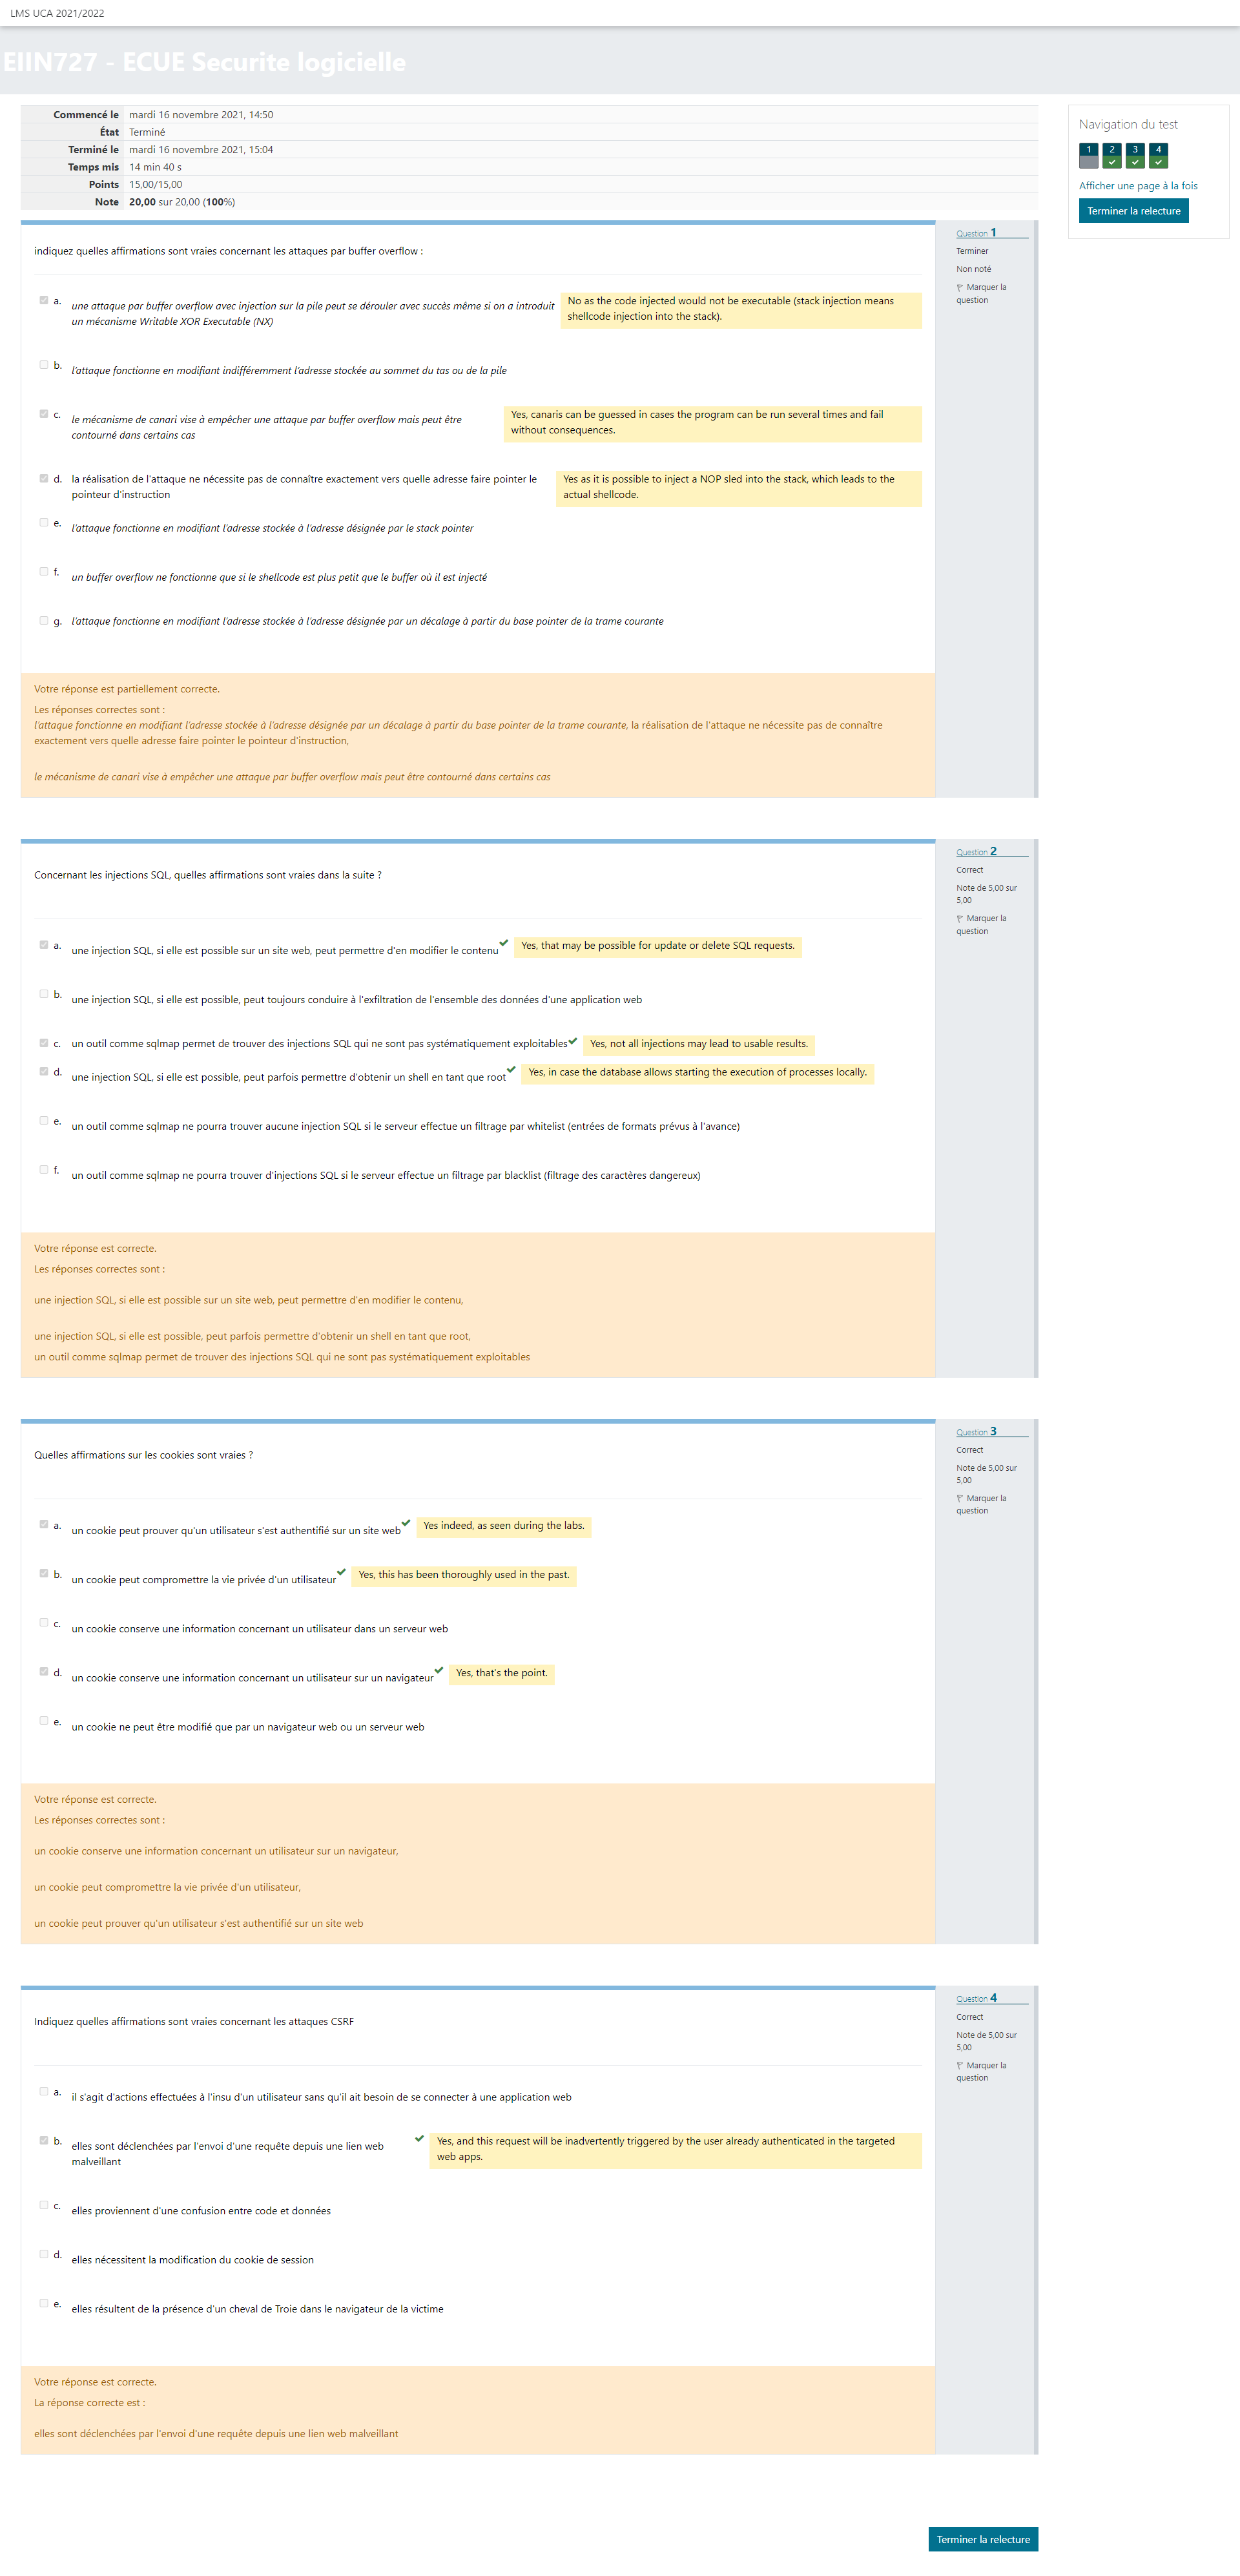 LMS UCA 2021/2022
EIIN727 - ECUE Securite logicielle
Commencé le mardi 16 novembre 2021, 14:50
État Terminé
Terminé le mardi 16 novembre 2021, 15:04
Temps mis 14 min 40 s
Points 15,00/15,00
Note 20,00 sur 20,00 (100%)
Navigation du test
1 2 3 4
Afficher une page à la fois
Terminer la relecture
Question 1
Terminer
Non noté
Marquer la
question
indiquez quelles affirmations sont vraies concernant les attaques par buffer overflow :
a. une attaque par buffer overflow avec injection sur la pile peut se dérouler avec succès même si on a introduit
un mécanisme Writable XOR Executable (NX)
No as the code injected would not be executable (stack injection means
shellcode injection into the stack).
b. l'attaque fonctionne en modifiant indifféremment l'adresse stockée au sommet du tas ou de la pile
c. le mécanisme de canari vise à empêcher une attaque par buffer overflow mais peut être
contourné dans certains cas
Yes, canaris can be guessed in cases the program can be run several times and fail
without consequences.
d. la réalisation de l'attaque ne nécessite pas de connaître exactement vers quelle adresse faire pointer le
pointeur d'instruction
Yes as it is possible to inject a NOP sled into the stack, which leads to the
actual shellcode.
e. l'attaque fonctionne en modifiant l'adresse stockée à l'adresse désignée par le stack pointer
f. un buffer overflow ne fonctionne que si le shellcode est plus petit que le buffer où il est injecté
g. l'attaque fonctionne en modifiant l'adresse stockée à l'adresse désignée par un décalage à partir du base pointer de la trame courante
Votre réponse est partiellement correcte.
Les réponses correctes sont :
l'attaque fonctionne en modifiant l'adresse stockée à l'adresse désignée par un décalage à partir du base pointer de la trame courante, la réalisation de l'attaque ne nécessite pas de connaître
exactement vers quelle adresse faire pointer le pointeur d'instruction,
le mécanisme de canari vise à empêcher une attaque par buffer overflow mais peut être contourné dans certains cas
Question 2
Correct
Note de 5,00 sur
5,00
Marquer la
question
Concernant les injections SQL, quelles affirmations sont vraies dans la suite ?
a. une injection SQL, si elle est possible sur un site web, peut permettre d'en modifier le contenu Yes, that may be possible for update or delete SQL requests.
b. une injection SQL, si elle est possible, peut toujours conduire à l'exfiltration de l'ensemble des données d'une application web
c. un outil comme sqlmap permet de trouver des injections SQL qui ne sont pas systématiquement exploitables Yes, not all injections may lead to usable results.
d. une injection SQL, si elle est possible, peut parfois permettre d'obtenir un shell en tant que root Yes, in case the database allows starting the execution of processes locally.
e. un outil comme sqlmap ne pourra trouver aucune injection SQL si le serveur effectue un filtrage par whitelist (entrées de formats prévus à l'avance)
f. un outil comme sqlmap ne pourra trouver d'injections SQL si le serveur effectue un filtrage par blacklist (filtrage des caractères dangereux)
Votre réponse est correcte.
Les réponses correctes sont :
une injection SQL, si elle est possible sur un site web, peut permettre d'en modifier le contenu,
une injection SQL, si elle est possible, peut parfois permettre d'obtenir un shell en tant que root,
un outil comme sqlmap permet de trouver des injections SQL qui ne sont pas systématiquement exploitables
Question 3
Correct
Note de 5,00 sur
5,00
Marquer la
question
Quelles affirmations sur les cookies sont vraies ?
a. un cookie peut prouver qu'un utilisateur s'est authentifié sur un site web Yes indeed, as seen during the labs.
b. un cookie peut compromettre la vie privée d'un utilisateur Yes, this has been thoroughly used in the past.
c. un cookie conserve une information concernant un utilisateur dans un serveur web
d. un cookie conserve une information concernant un utilisateur sur un navigateur Yes, that's the point.
e. un cookie ne peut être modifié que par un navigateur web ou un serveur web
Votre réponse est correcte.
Les réponses correctes sont :
un cookie conserve une information concernant un utilisateur sur un navigateur,
un cookie peut compromettre la vie privée d'un utilisateur,
un cookie peut prouver qu'un utilisateur s'est authentifié sur un site web
Question 4
Correct
Note de 5,00 sur
5,00
Marquer la
question
Indiquez quelles affirmations sont vraies concernant les attaques CSRF
a. il s'agit d'actions effectuées à l'insu d'un utilisateur sans qu'il ait besoin de se connecter à une application web
b. elles sont déclenchées par l'envoi d'une requête depuis une lien web
malveillant
Yes, and this request will be inadvertently triggered by the user already authenticated in the targeted
web apps.
c. elles proviennent d'une confusion entre code et données
d. elles nécessitent la modification du cookie de session
e. elles résultent de la présence d'un cheval de Troie dans le navigateur de la victime
Votre réponse est correcte.
La réponse correcte est :
elles sont déclenchées par l'envoi d'une requête depuis une lien web malveillant
Terminer la relecture